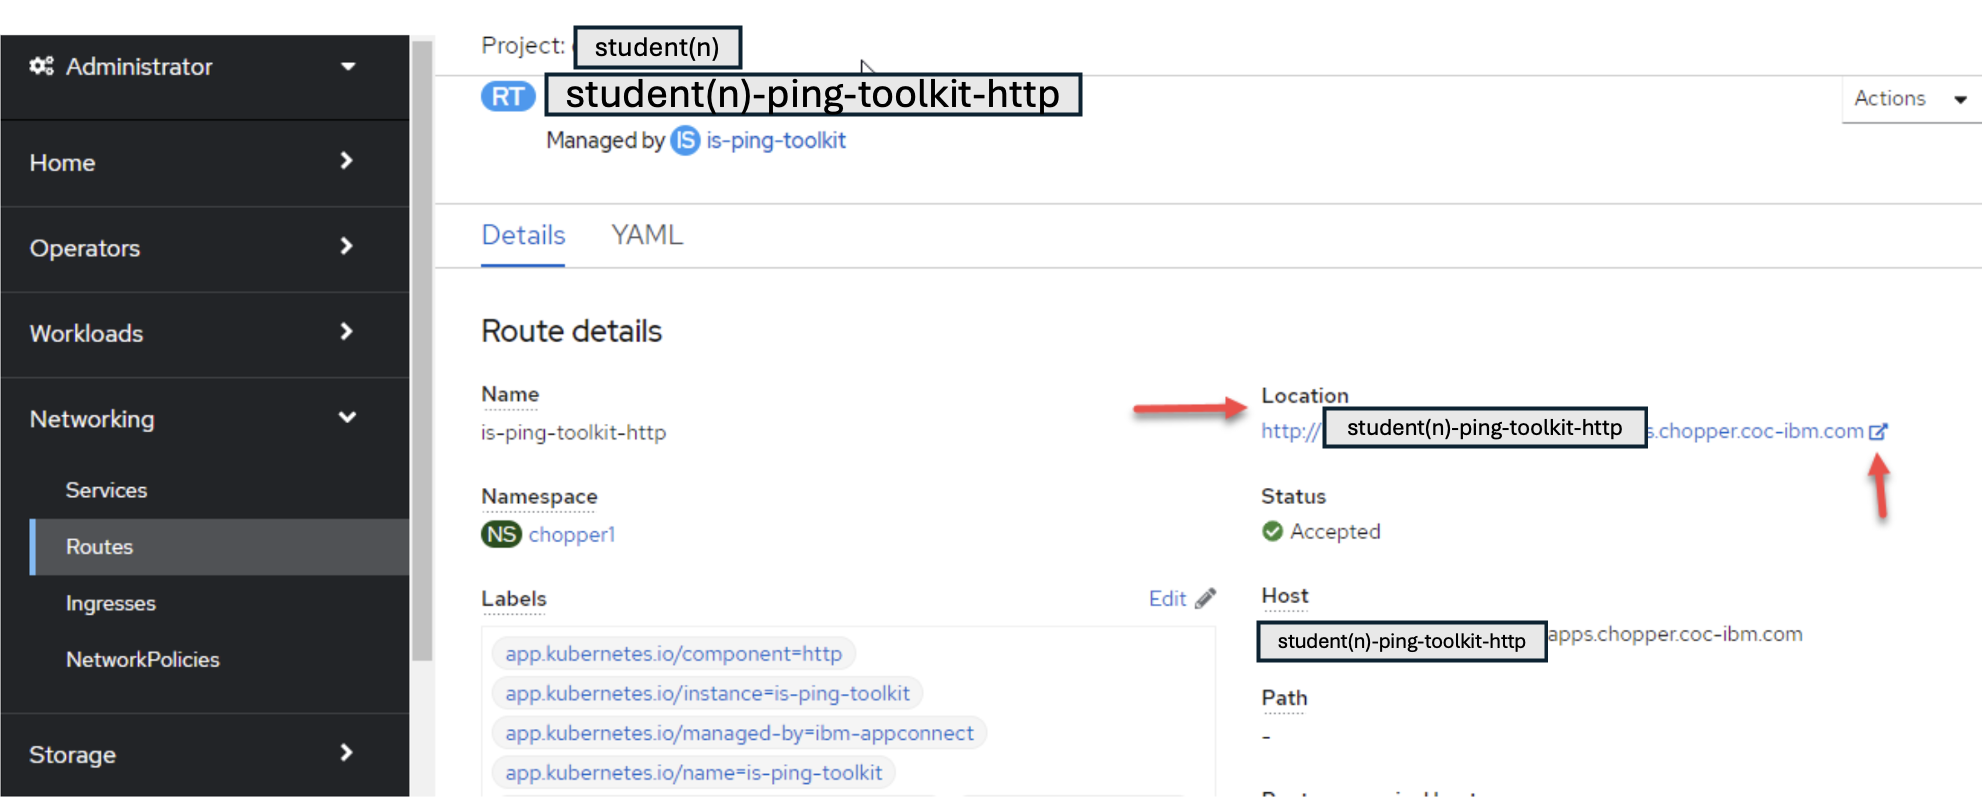 Administrator
Home
Operators
Workloads
Networking
Services
Routes
Ingresses
NetworkPolicies
Storage
Project: student(n)
RT student(n)-ping-toolkit-http
Actions
Managed by IS is-ping-toolkit
Details YAML
Route details
Name
is-ping-toolkit-http
Namespace
NS chopper1
Labels Edit
app.kubernetes.io/component=http
app.kubernetes.io/instance=is-ping-toolkit
app.kubernetes.io/managed-by=ibm-appconnect
app.kubernetes.io/name=is-ping-toolkit
Location
http:// student(n)-ping-toolkit-http s.chopper.coc-ibm.com
Status
Accepted
Host
student(n)-ping-toolkit-http apps.chopper.coc-ibm.com
Path
-